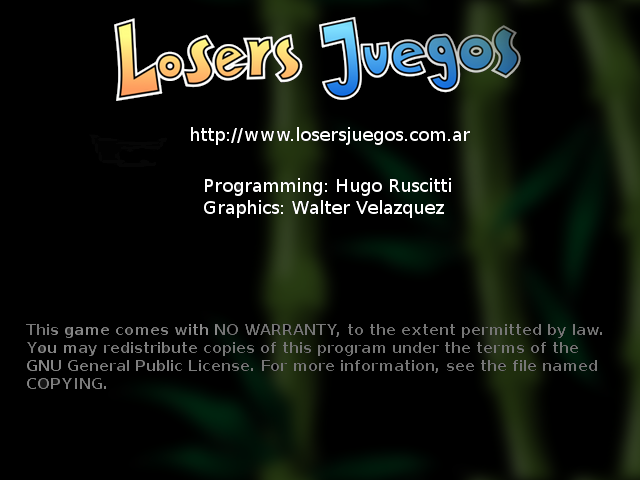 Losers Juegos
http://www.losersjuegos.com.ar
Programming: Hugo Ruscitti
Graphics: Walter Velazquez
This game comes with NO WARRANTY, to the extent permitted by law.
You may redistribute copies of this program under the terms of the
GNU General Public License. For more information, see the file named
COPYING.